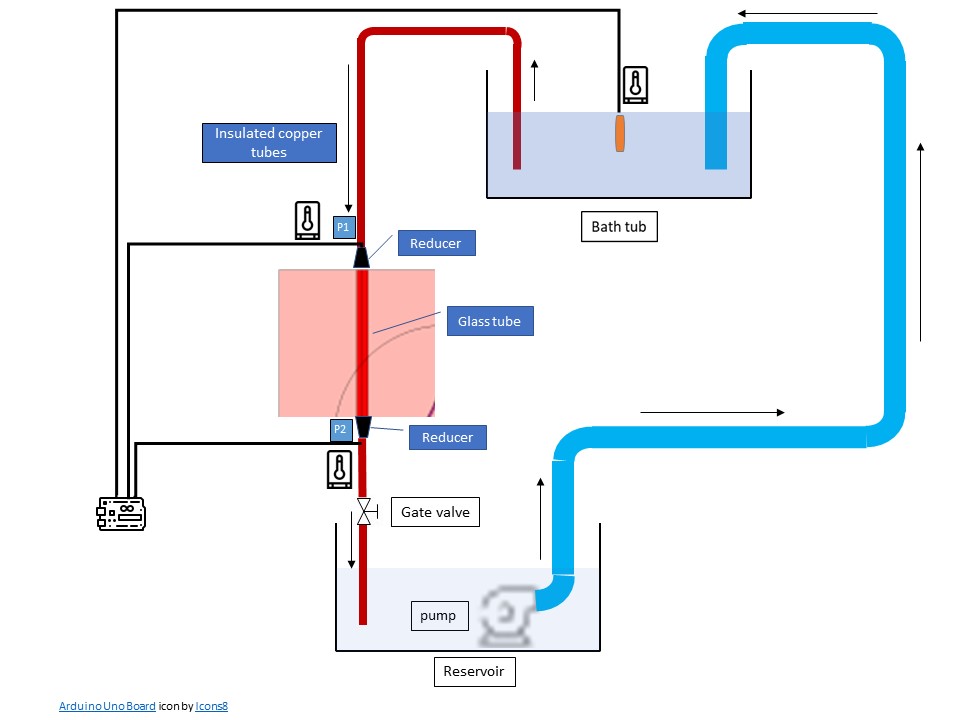 Insulated copper
tubes
P1
Reducer
Bath tub
Glass tube
P2
Reducer
Gate valve
pump
Reservoir
Arduino Uno Board icon by Icons8